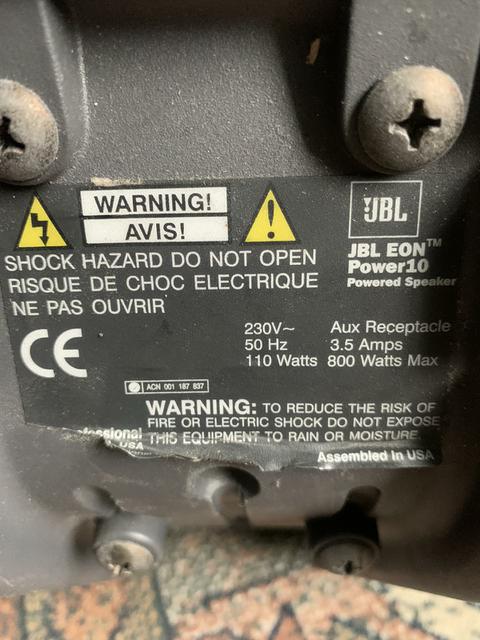 WARNING!
AVIS!
SHOCK HAZARD DO NOT OPEN
RISQUE DE CHOC ELECTRIQUE
NE PAS OUVRIR
JBL
JBL EON™
Power10
Powered Speaker
CE
230V~ Aux Receptacle
50 Hz 3.5 Amps
110 Watts 800 Watts Max
ACN 001 187 837
WARNING: TO REDUCE THE RISK OF
FIRE OR ELECTRIC SHOCK DO NOT EXPOSE
THIS EQUIPMENT TO RAIN OR MOISTURE.
USA
Assembled In USA